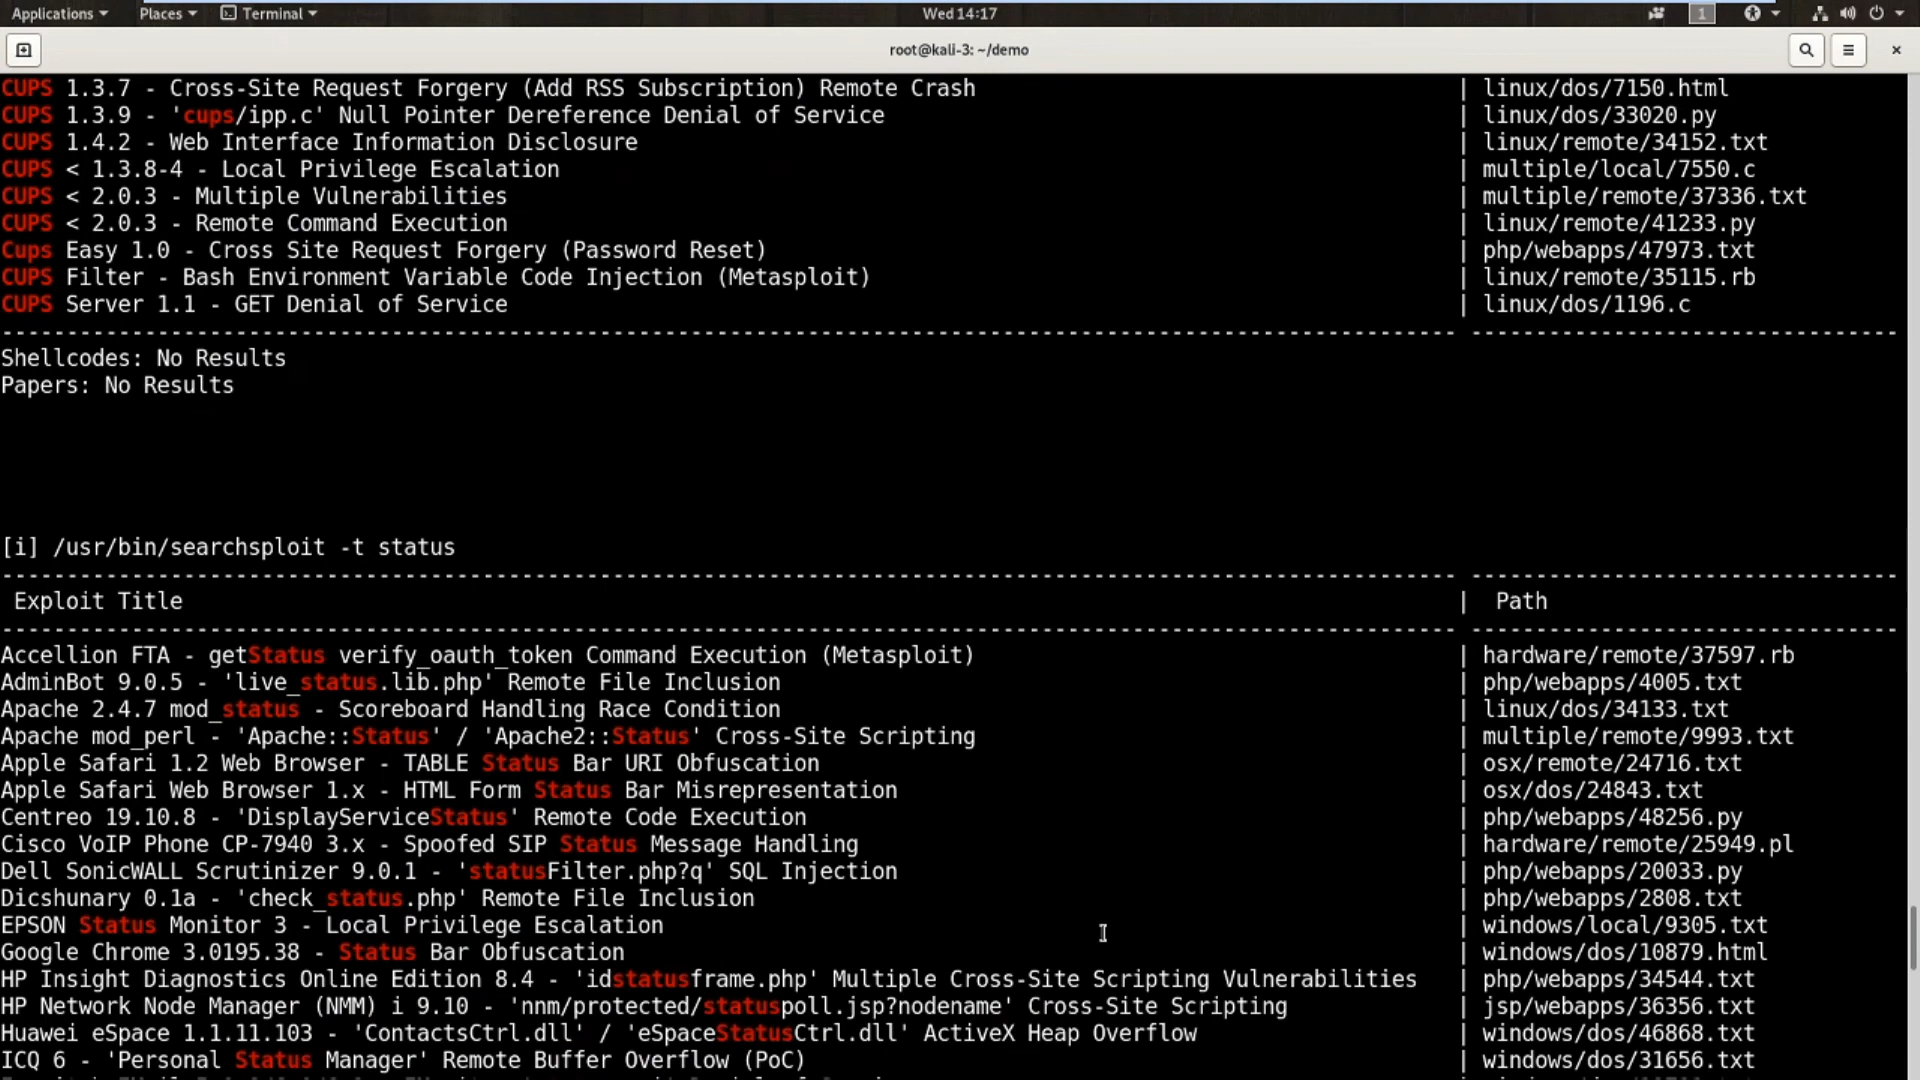 Applications Places Terminal Wed 14:17 1
root@kali-3: ~/demo
CUPS 1.3.7 - Cross-Site Request Forgery (Add RSS Subscription) Remote Crash | linux/dos/7150.html
CUPS 1.3.9 - 'cups/ipp.c' Null Pointer Dereference Denial of Service | linux/dos/33020.py
CUPS 1.4.2 - Web Interface Information Disclosure | linux/remote/34152.txt
CUPS < 1.3.8-4 - Local Privilege Escalation | multiple/local/7550.c
CUPS < 2.0.3 - Multiple Vulnerabilities | multiple/remote/37336.txt
CUPS < 2.0.3 - Remote Command Execution | linux/remote/41233.py
Cups Easy 1.0 - Cross Site Request Forgery (Password Reset) | php/webapps/47973.txt
CUPS Filter - Bash Environment Variable Code Injection (Metasploit) | linux/remote/35115.rb
CUPS Server 1.1 - GET Denial of Service | linux/dos/1196.c
Shellcodes: No Results
Papers: No Results
[i] /usr/bin/searchsploit -t status
Exploit Title | Path
Accellion FTA - getStatus verify_oauth_token Command Execution (Metasploit) | hardware/remote/37597.rb
AdminBot 9.0.5 - 'live_status.lib.php' Remote File Inclusion | php/webapps/4005.txt
Apache 2.4.7 mod_status - Scoreboard Handling Race Condition | linux/dos/34133.txt
Apache mod_perl - 'Apache::Status' / 'Apache2::Status' Cross-Site Scripting | multiple/remote/9993.txt
Apple Safari 1.2 Web Browser - TABLE Status Bar URI Obfuscation | osx/remote/24716.txt
Apple Safari Web Browser 1.x - HTML Form Status Bar Misrepresentation | osx/dos/24843.txt
Centreo 19.10.8 - 'DisplayServiceStatus' Remote Code Execution | php/webapps/48256.py
Cisco VoIP Phone CP-7940 3.x - Spoofed SIP Status Message Handling | hardware/remote/25949.pl
Dell SonicWALL Scrutinizer 9.0.1 - 'statusFilter.php?q' SQL Injection | php/webapps/20033.py
Dicshunary 0.1a - 'check_status.php' Remote File Inclusion | php/webapps/2808.txt
EPSON Status Monitor 3 - Local Privilege Escalation | windows/local/9305.txt
Google Chrome 3.0195.38 - Status Bar Obfuscation | windows/dos/10879.html
HP Insight Diagnostics Online Edition 8.4 - 'idstatusframe.php' Multiple Cross-Site Scripting Vulnerabilities | php/webapps/34544.txt
HP Network Node Manager (NMM) i 9.10 - 'nnm/protected/statuspoll.jsp?nodename' Cross-Site Scripting | jsp/webapps/36356.txt
Huawei eSpace 1.1.11.103 - 'ContactsCtrl.dll' / 'eSpaceStatusCtrl.dll' ActiveX Heap Overflow | windows/dos/46868.txt
ICQ 6 - 'Personal Status Manager' Remote Buffer Overflow (PoC) | windows/dos/31656.txt